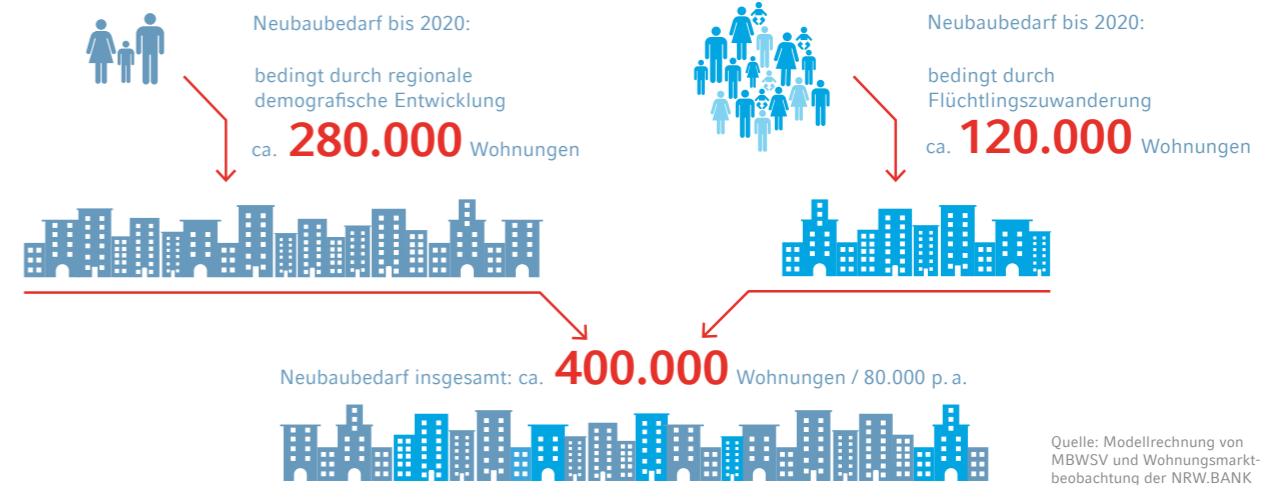 Neubaubedarf bis 2020:
bedingt durch regionale
demografische Entwicklung
ca. 280.000 Wohnungen
Neubaubedarf bis 2020:
bedingt durch
Flüchtlingszuwanderung
ca. 120.000 Wohnungen
Neubaubedarf insgesamt: ca. 400.000 Wohnungen / 80.000 p. a.
Quelle: Modellrechnung von
MBWSV und Wohnungsmarkt-
beobachtung der NRW.BANK